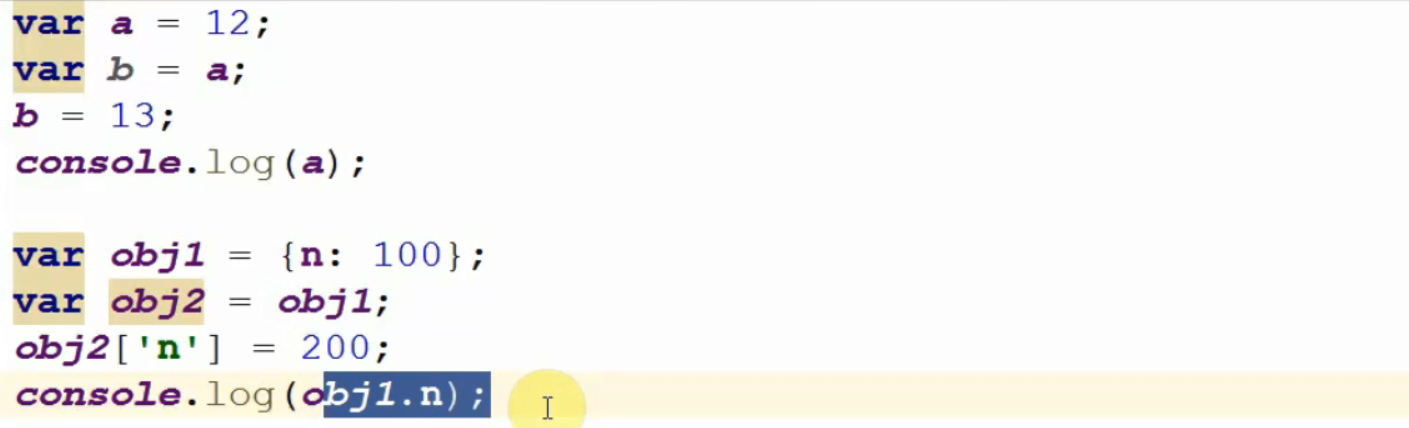 var a = 12;
var b = a;
b = 13;
console.log(a);
var obj1 = {n: 100};
var obj2 = obj1;
obj2['n'] = 200;
console.log(obj1.n);